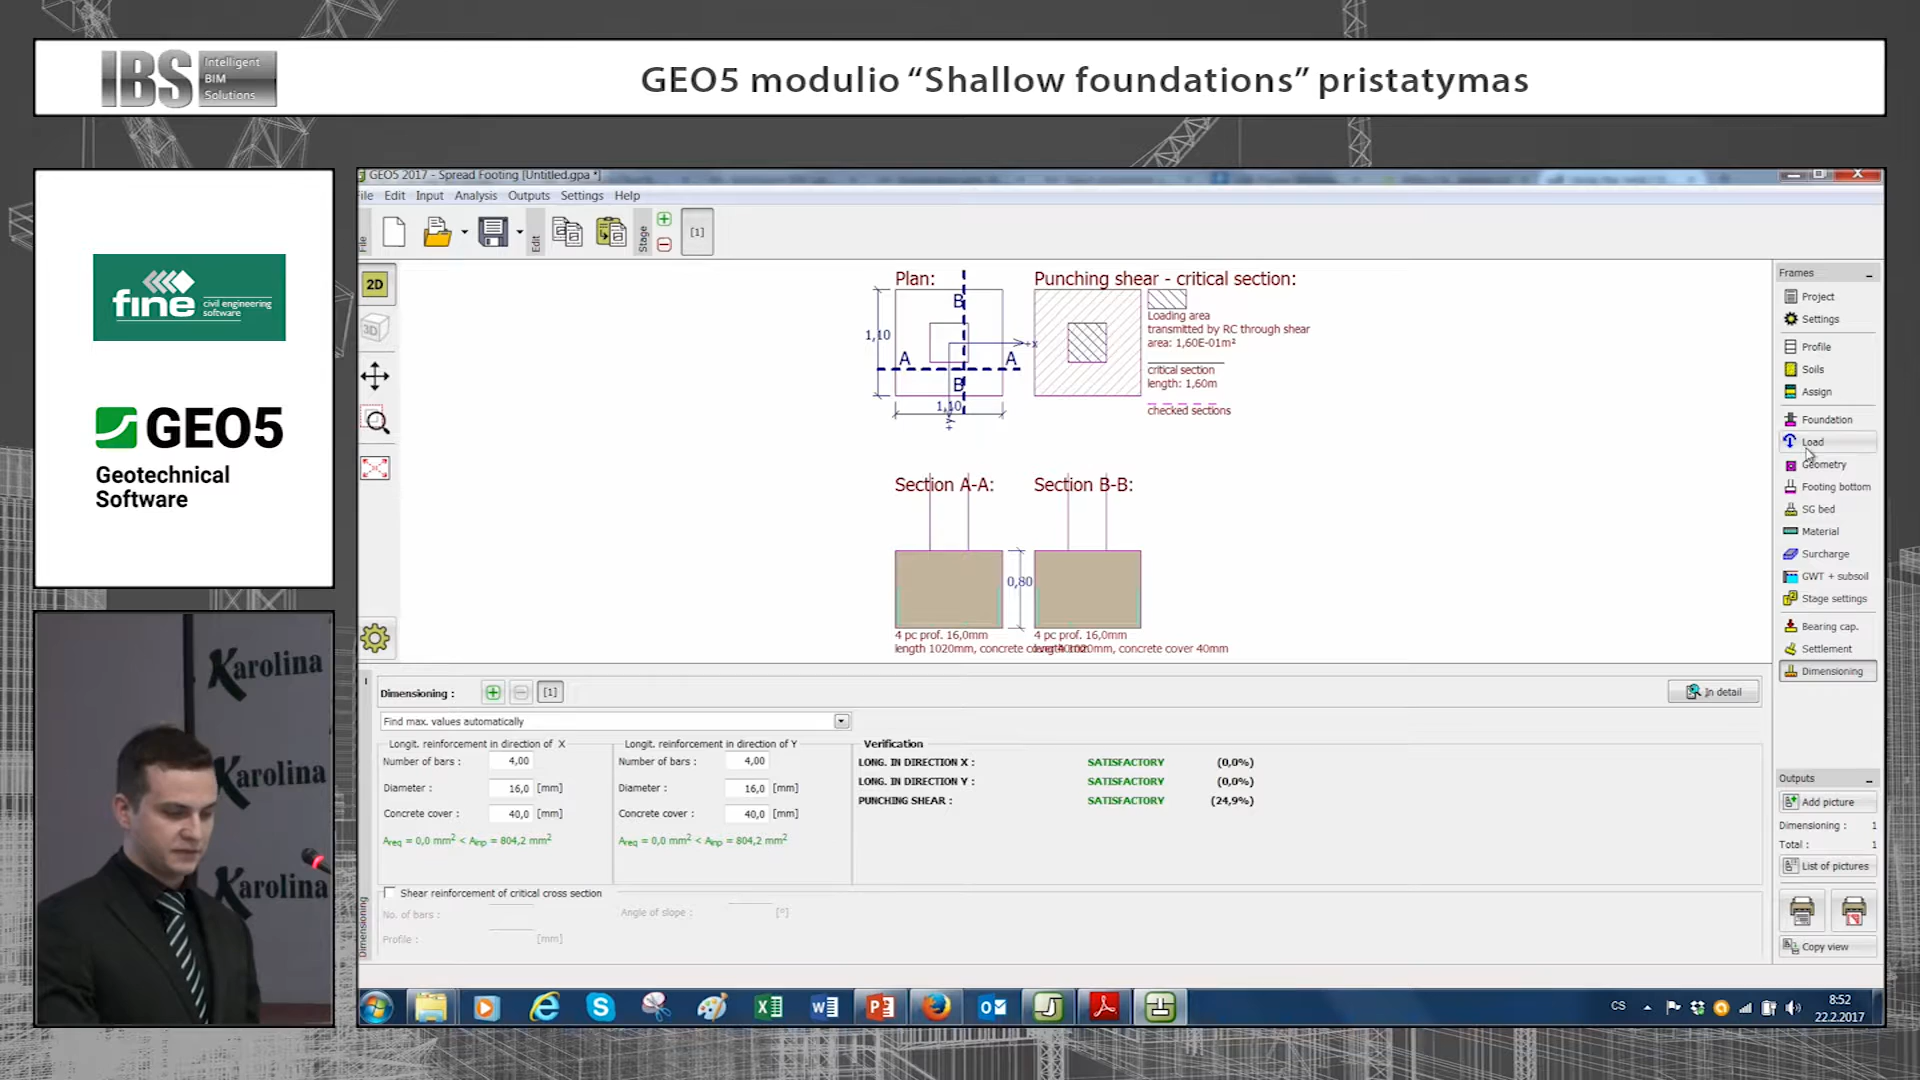 IBS Intelligent BIM Solutions
GEO5 modulio “Shallow foundations” pristatymas
fine civil engineering software
GEO5
Geotechnical
Software
Karolina
Karolina
Karolina
GEO5 2017 - Spread Footing [Untitled.gpa *]
File Edit Input Analysis Outputs Settings Help
File
Edit
Stage
[1]
2D
3D
Plan:
B
1,10
A
A
+x
B
1,10
+y
Punching shear - critical section:
Loading area
transmitted by RC through shear
area: 1,60E-01m²
critical section
length: 1,60m
checked sections
Section A-A:
Section B-B:
0,80
4 pc prof. 16,0mm
length 1020mm, concrete cover 40mm
4 pc prof. 16,0mm
1020mm, concrete cover 40mm
Frames
Project
Settings
Profile
Soils
Assign
Foundation
Load
Geometry
Footing bottom
SG bed
Material
Surcharge
GWT + subsoil
Stage settings
Bearing cap.
Settlement
Dimensioning
Outputs
Add picture
Dimensioning : 1
Total : 1
List of pictures
Copy view
Dimensioning : [1]
In detail
Find max. values automatically
Longit. reinforcement in direction of X
Number of bars : 4,00
Diameter : 16,0 [mm]
Concrete cover : 40,0 [mm]
Areq = 0,0 mm² < Ainp = 804,2 mm²
Longit. reinforcement in direction of Y
Number of bars : 4,00
Diameter : 16,0 [mm]
Concrete cover : 40,0 [mm]
Areq = 0,0 mm² < Ainp = 804,2 mm²
Verification
LONG. IN DIRECTION X : SATISFACTORY (0,0%)
LONG. IN DIRECTION Y : SATISFACTORY (0,0%)
PUNCHING SHEAR : SATISFACTORY (24,9%)
Shear reinforcement of critical cross section
No. of bars :
Angle of slope : [°]
Profile : [mm]
Dimensioning
CS
8:52
22.2.2017